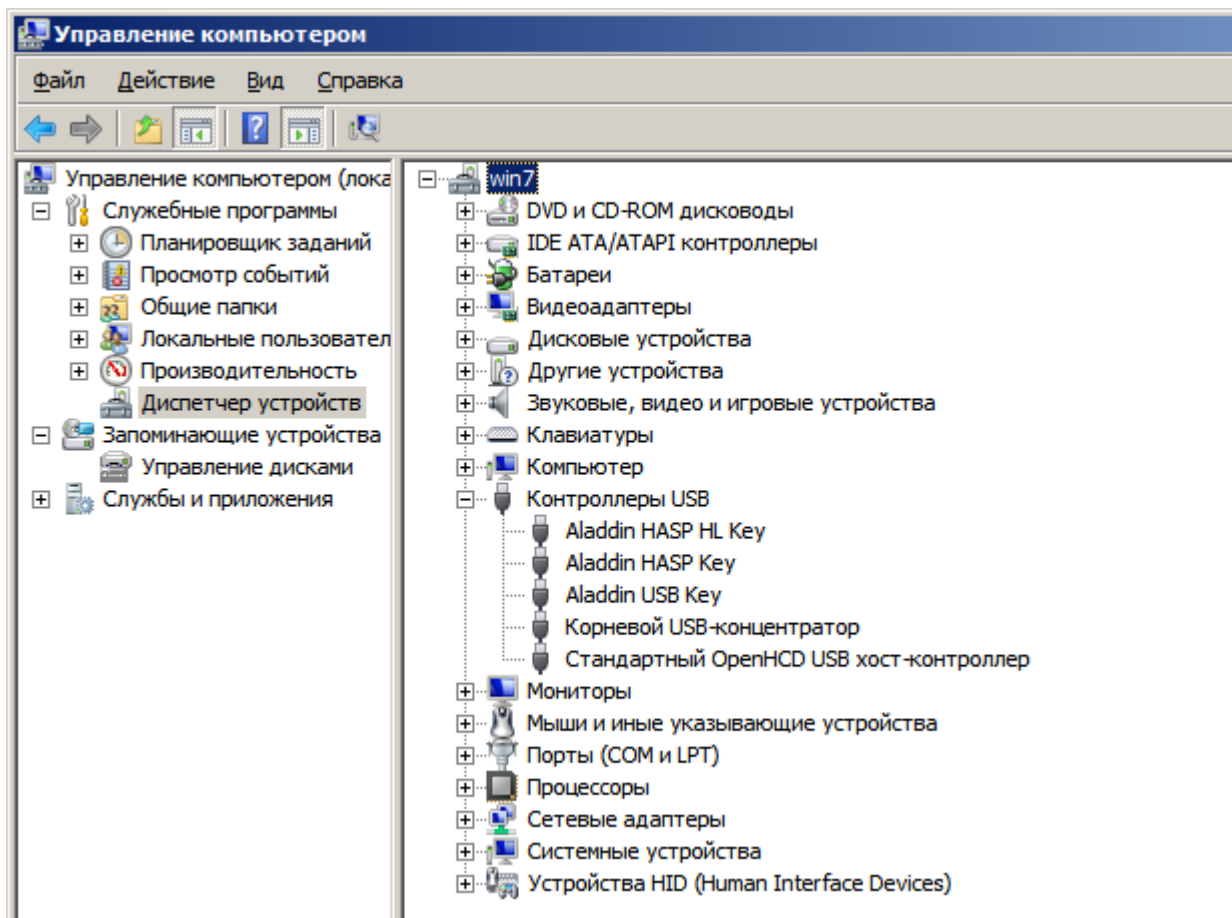 Управление компьютером
Файл Действие Вид Справка
Управление компьютером (лока
Служебные программы
Планировщик заданий
Просмотр событий
Общие папки
Локальные пользовател
Производительность
Диспетчер устройств
Запоминающие устройства
Управление дисками
Службы и приложения
win7
DVD и CD-ROM дисководы
IDE ATA/ATAPI контроллеры
Батареи
Видеоадаптеры
Дисковые устройства
Другие устройства
Звуковые, видео и игровые устройства
Клавиатуры
Компьютер
Контроллеры USB
Aladdin HASP HL Key
Aladdin HASP Key
Aladdin USB Key
Корневой USB-концентратор
Стандартный OpenHCD USB хост-контроллер
Мониторы
Мыши и иные указывающие устройства
Порты (COM и LPT)
Процессоры
Сетевые адаптеры
Системные устройства
Устройства HID (Human Interface Devices)